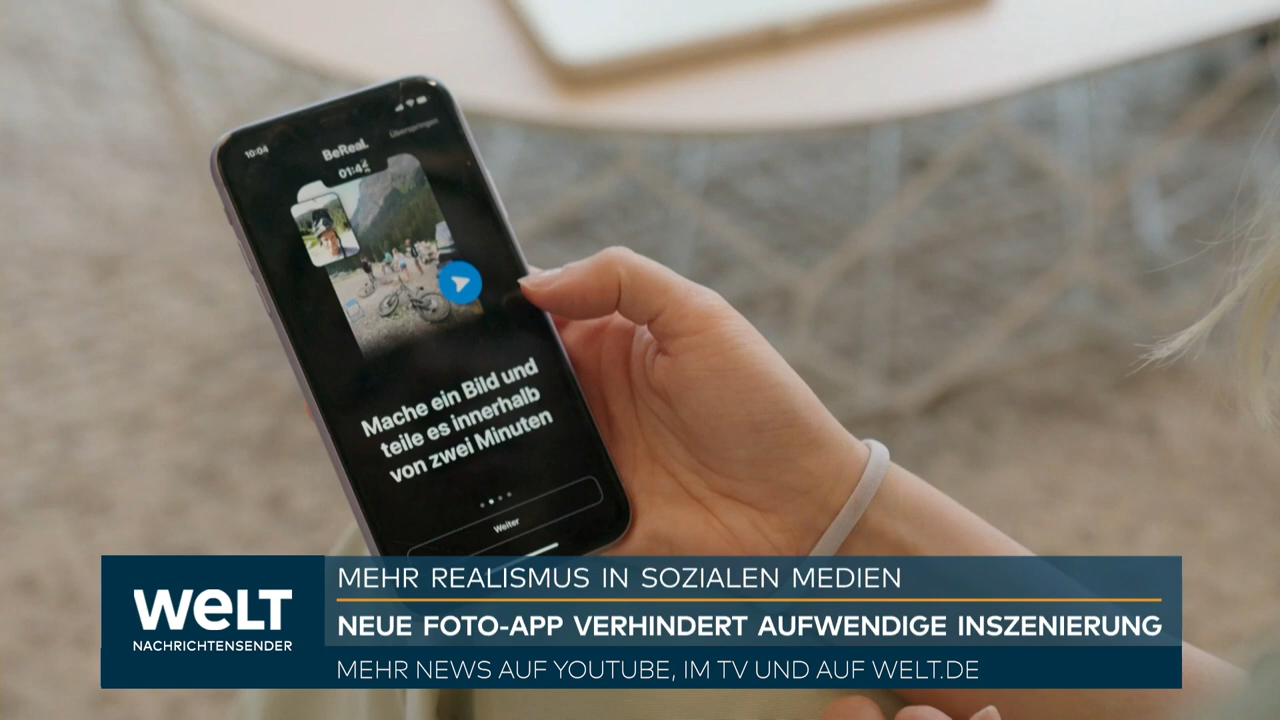 10:04
Überspringen
BeReal.
Mache ein Bild und
teile es innerhalb
von zwei Minuten
Weiter
WELT
NACHRICHTENSENDER
MEHR REALISMUS IN SOZIALEN MEDIEN
NEUE FOTO-APP VERHINDERT AUFWENDIGE INSZENIERUNG
MEHR NEWS AUF YOUTUBE, IM TV UND AUF WELT.DE